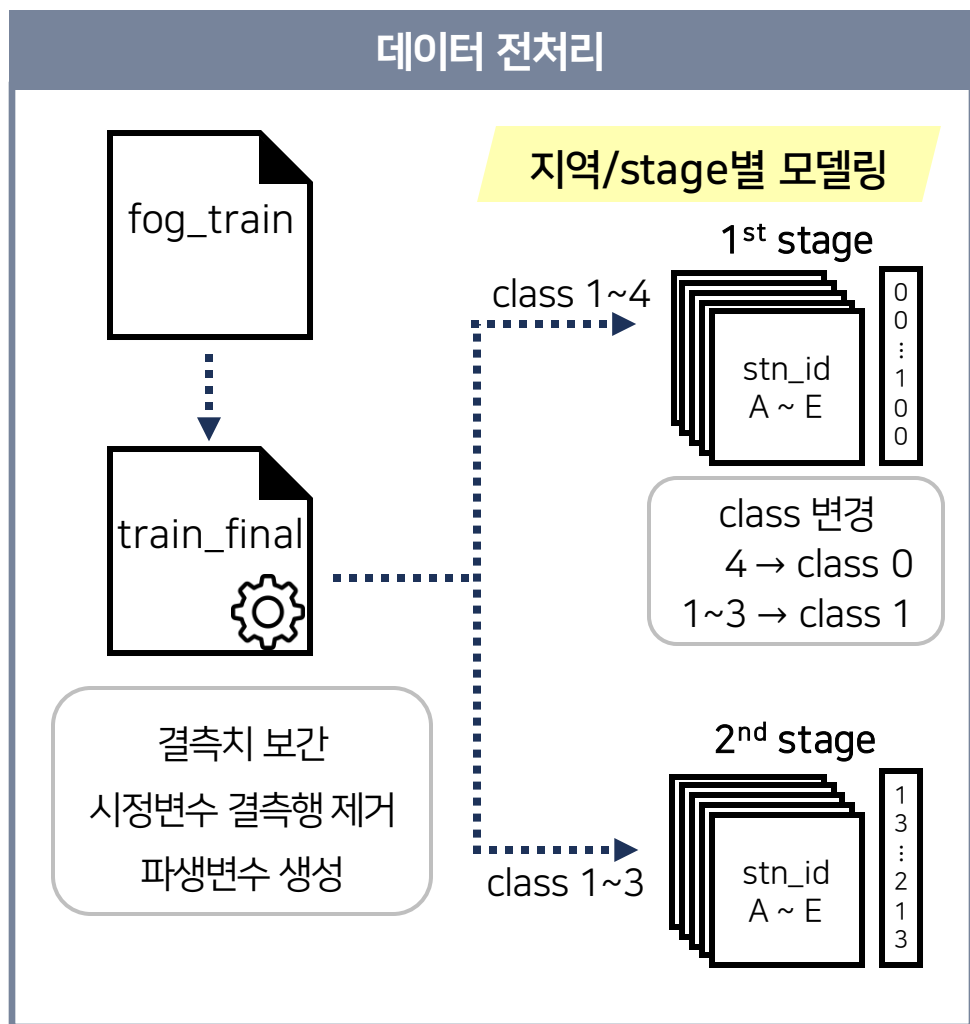 데이터 전처리
fog_train
train_final
결측치 보간
시정변수 결측행 제거
파생변수 생성
지역/stage별 모델링
1st stage
class 1~4
stn_id
A ~ E
0
0
⋮
1
0
0
class 변경
4 → class 0
1~3 → class 1
2nd stage
class 1~3
stn_id
A ~ E
1
3
⋮
2
1
3